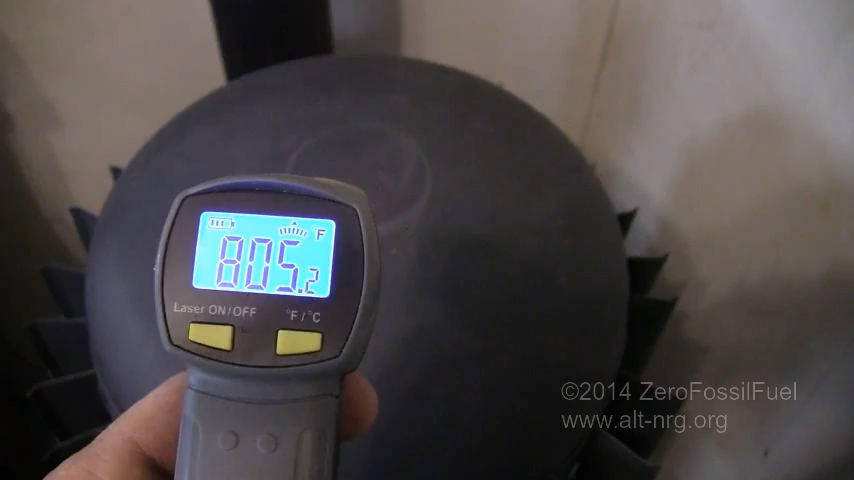 °F
805.2
Laser ON/OFF °F/°C
©2014 ZeroFossilFuel
www.alt-nrg.org